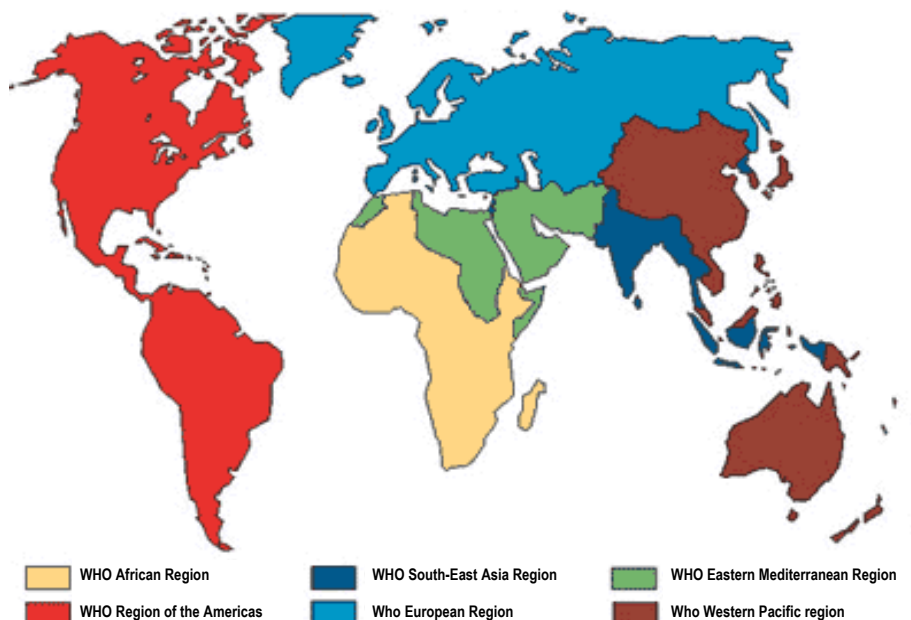 WHO African Region
WHO South-East Asia Region
WHO Eastern Mediterranean Region
WHO Region of the Americas
Who European Region
Who Western Pacific region